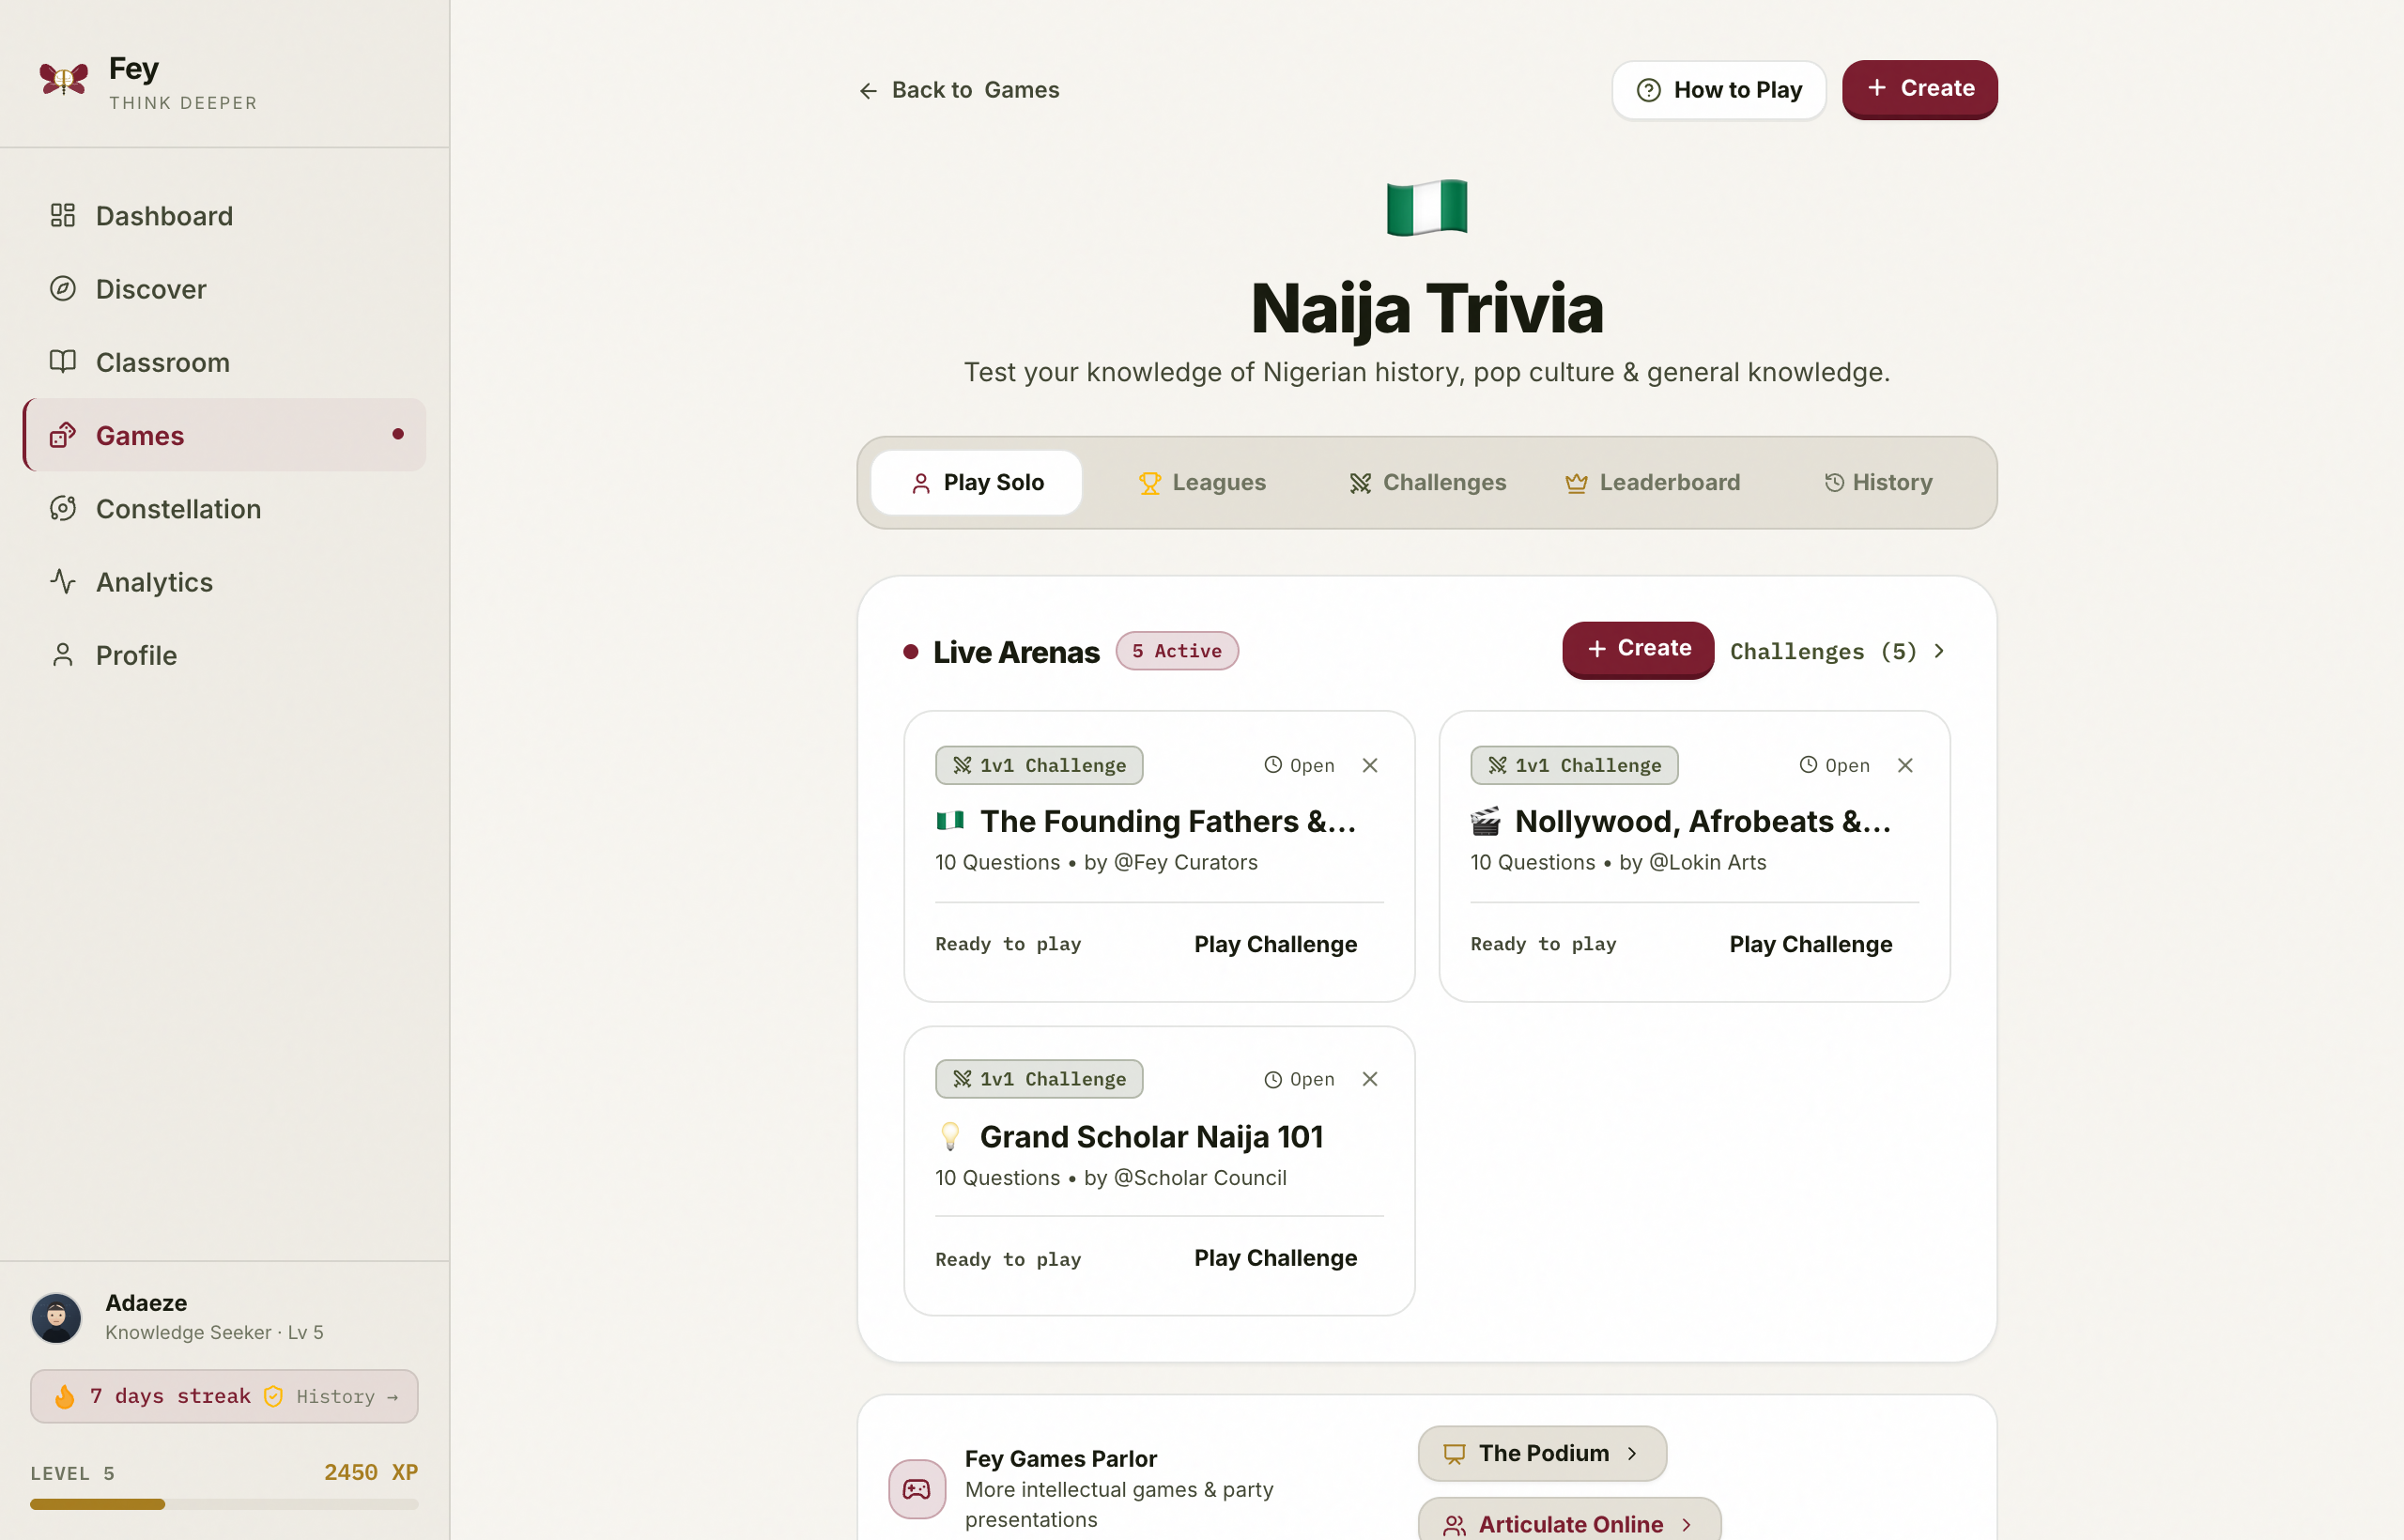 Fey
THINK DEEPER
Dashboard
Discover
Classroom
Games
Constellation
Analytics
Profile
Adaeze
Knowledge Seeker · Lv 5
7 days streak History →
LEVEL 5 2450 XP
← Back to Games
How to Play
+ Create
Naija Trivia
Test your knowledge of Nigerian history, pop culture & general knowledge.
Play Solo
Leagues
Challenges
Leaderboard
History
Live Arenas 5 Active
+ Create
Challenges (5) >
1v1 Challenge Open ×
The Founding Fathers &...
10 Questions • by @Fey Curators
Ready to play Play Challenge
1v1 Challenge Open ×
Nollywood, Afrobeats &...
10 Questions • by @Lokin Arts
Ready to play Play Challenge
1v1 Challenge Open ×
Grand Scholar Naija 101
10 Questions • by @Scholar Council
Ready to play Play Challenge
Fey Games Parlor
More intellectual games & party
presentations
The Podium >
Articulate Online >